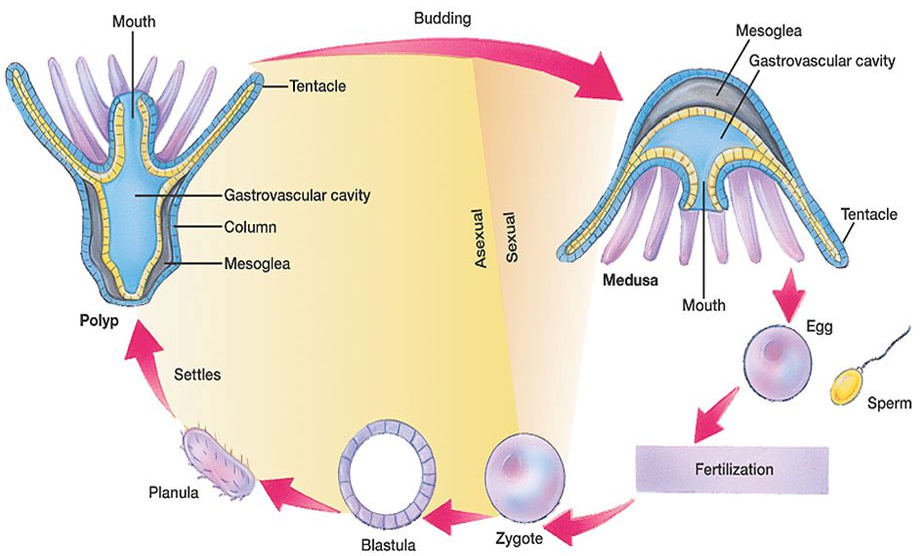 Budding
Mouth
Mesoglea
Gastrovascular cavity
Tentacle
Gastrovascular cavity
Column
Mesoglea
Asexual
Sexual
Tentacle
Medusa
Mouth
Polyp
Egg
Settles
Sperm
Fertilization
Planula
Zygote
Blastula